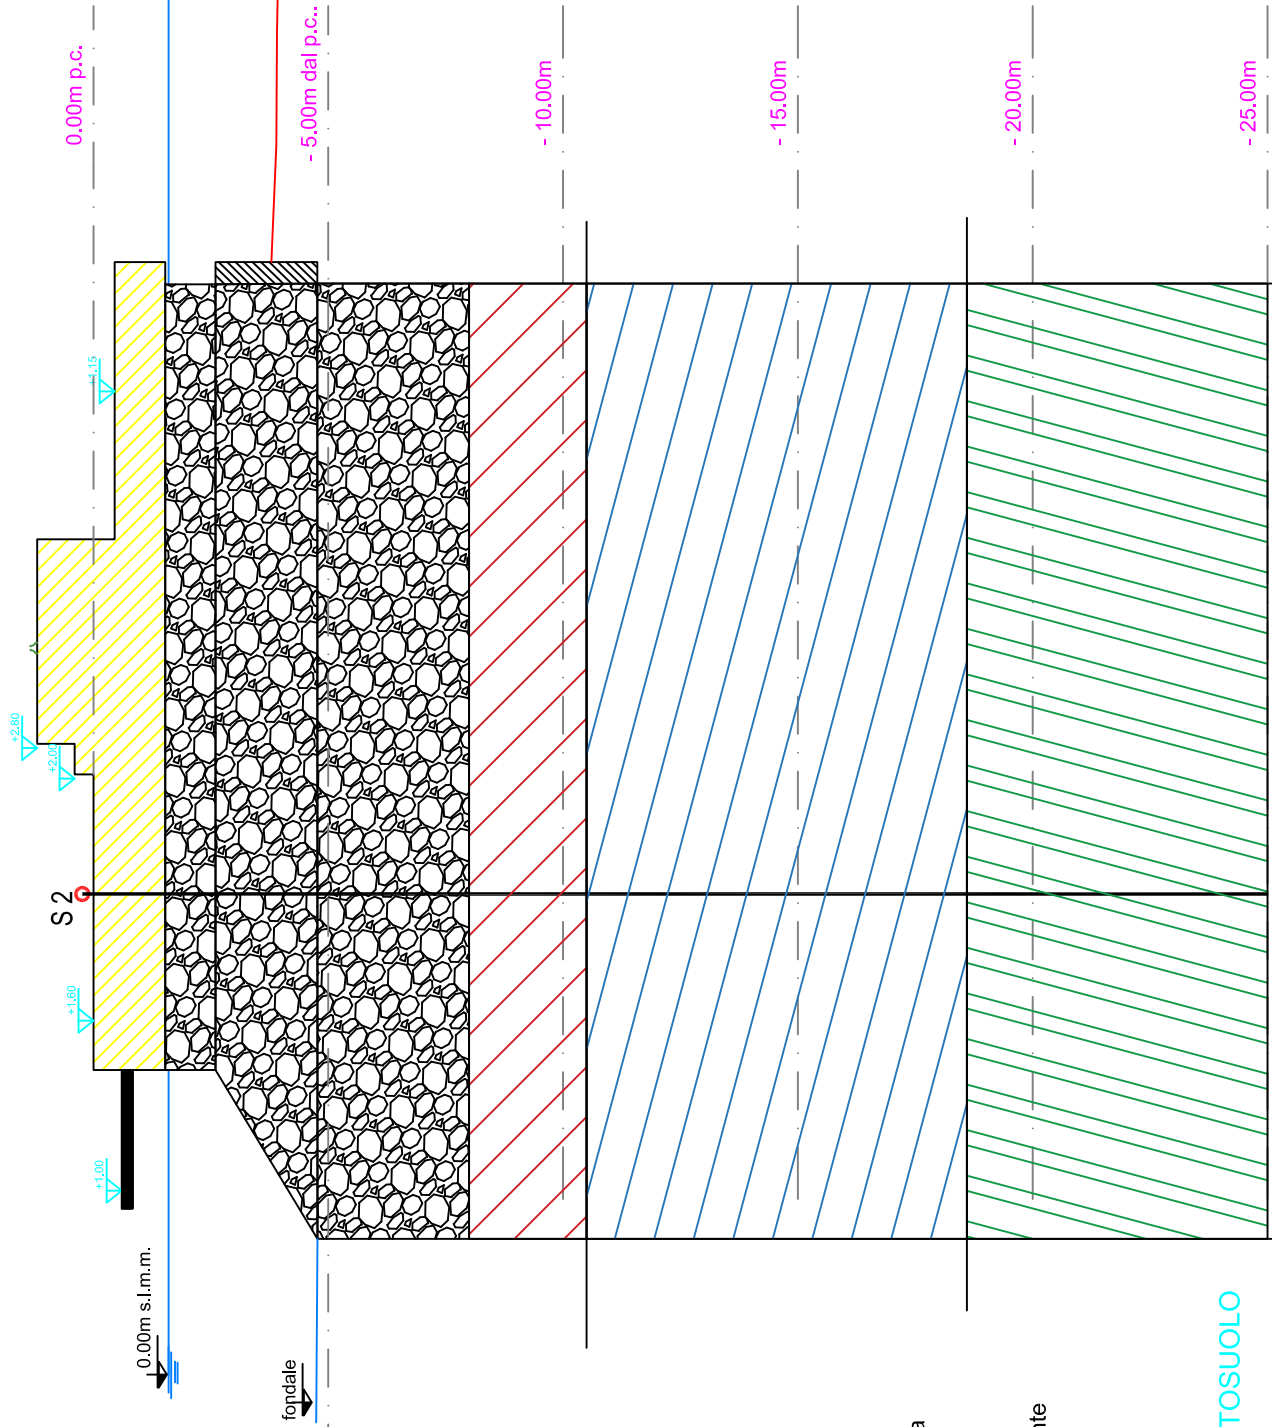 0.00m p.c.
- 5.00m dal p.c..
- 10.00m
- 15.00m
- 20.00m
- 25.00m
+1,15
+2.80
+2.00
S 2
+1,60
+1,00
0.00m s.l.m.m.
fondale
a
nte
TOSUOLO